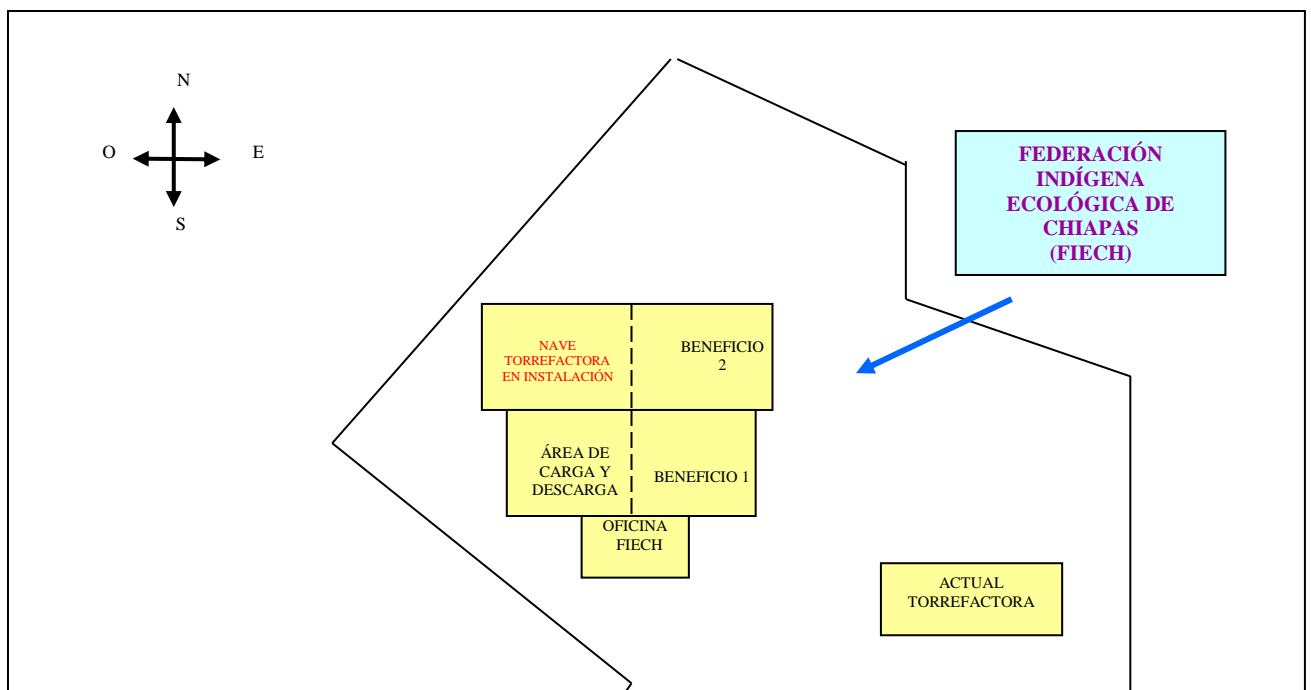 N
O
E
S
FEDERACIÓN
INDÍGENA
ECOLÓGICA DE
CHIAPAS
(FIECH)
NAVE
TORREFACTORA
EN INSTALACIÓN
BENEFICIO
2
ÁREA DE
CARGA Y
DESCARGA
BENEFICIO 1
OFICINA
FIECH
ACTUAL
TORREFACTORA